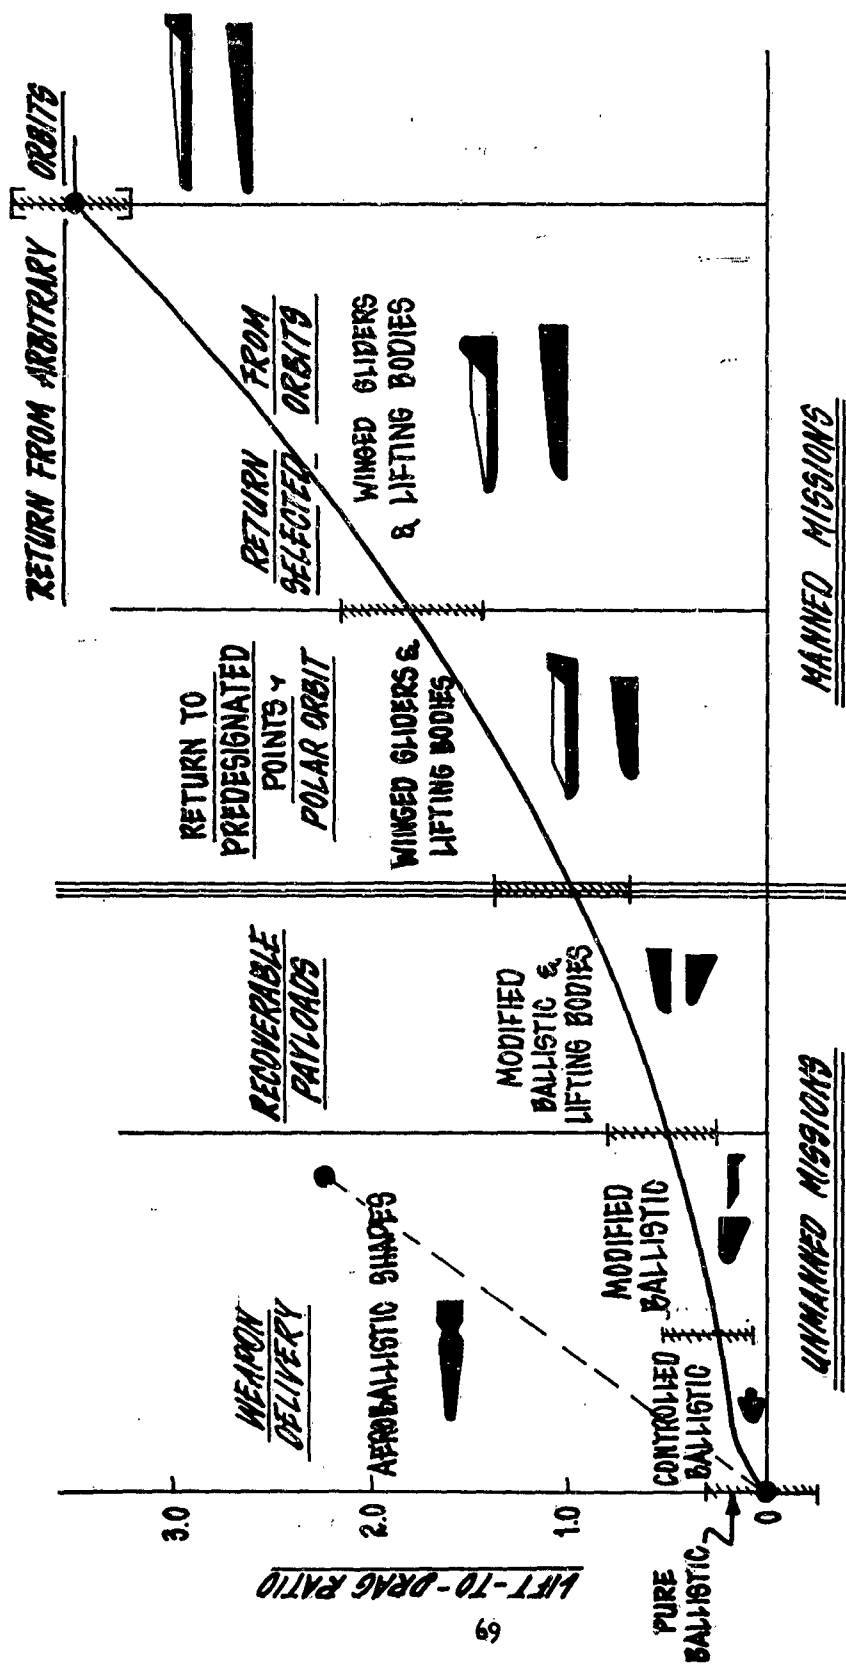 RETURN FROM ARBITRARY ORBITS
RETURN FROM
SELECTED ORBITS
WINGED GLIDERS
& LIFTING BODIES
RETURN TO
PREDESIGNATED
POINTS &
POLAR ORBIT
WINGED GLIDERS &
LIFTING BODIES
RECOVERABLE
PAYLOADS
MODIFIED
BALLISTIC &
LIFTING BODIES
WEAPON
DELIVERY
AEROBALLISTIC SHAPES
MODIFIED
BALLISTIC
CONTROLLED
BALLISTIC
PURE
BALLISTIC
3.0
2.0
1.0
0
LIFT-TO-DRAG RATIO
UNMANNED MISSIONS
MANNED MISSIONS
69